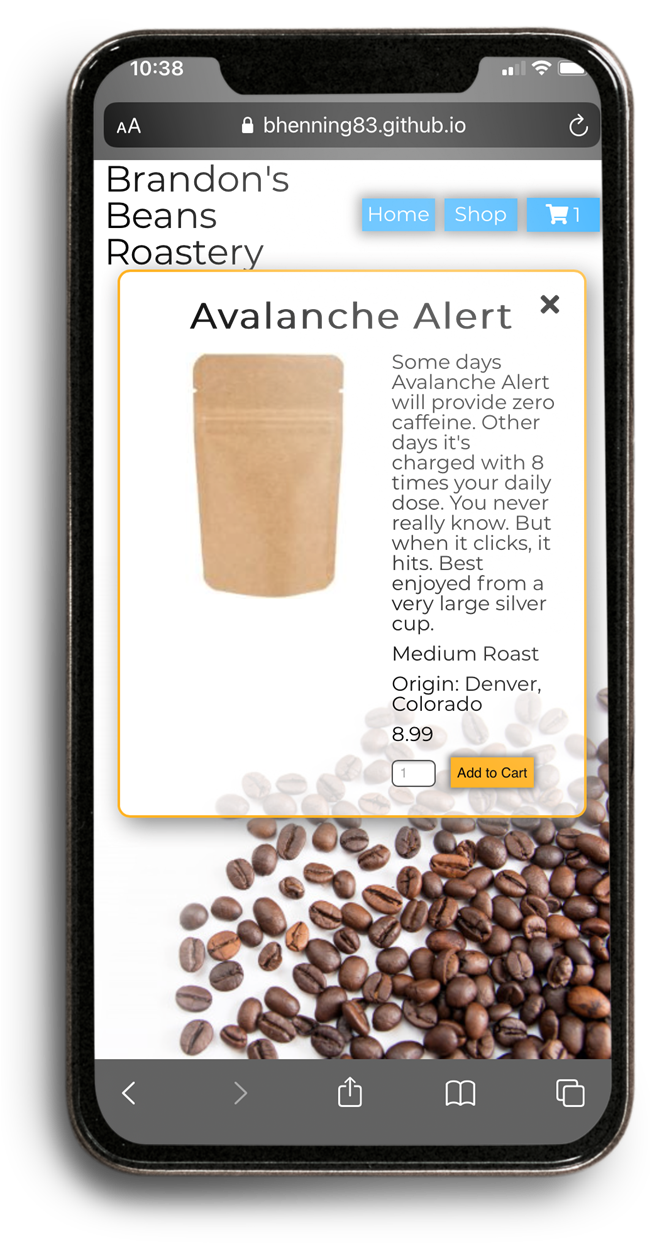 10:38
AA
bhenning83.github.io
Brandon's
Beans
Roastery
Home
Shop
1
Avalanche Alert
Some days
Avalanche Alert
will provide zero
caffeine. Other
days it's
charged with 8
times your daily
dose. You never
really know. But
when it clicks, it
hits. Best
enjoyed from a
very large silver
cup.
Medium Roast
Origin: Denver,
Colorado
8.99
1
Add to Cart